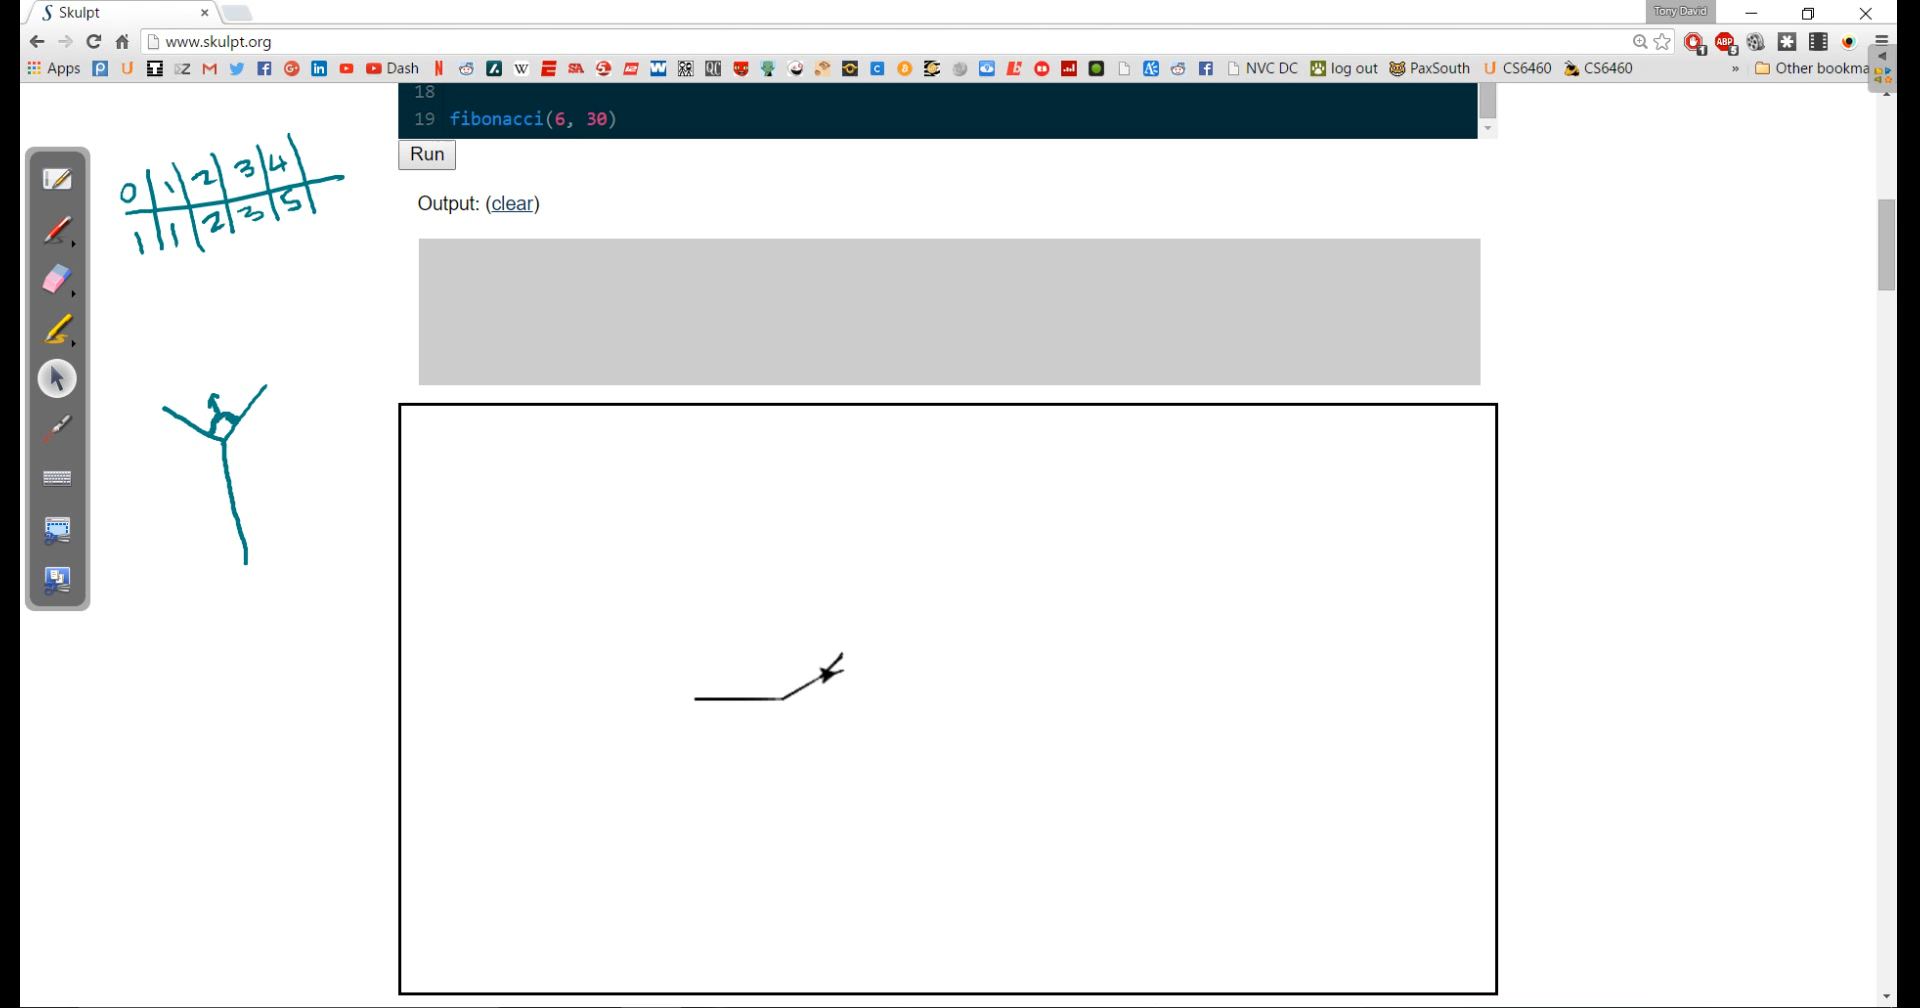 Skulpt
Tony David
www.skulpt.org
Apps Dash NVC DC log out PaxSouth CS6460 CS6460 » Other bookma
18
19 fibonacci(6, 30)
Run
Output: (clear)
0 1 2 3 4
1 1 2 3 5